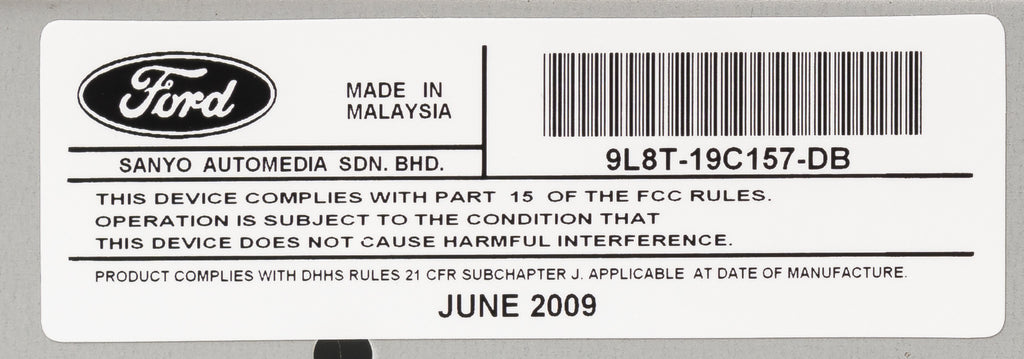 Ford
MADE IN
MALAYSIA
SANYO AUTOMEDIA SDN. BHD.
9L8T-19C157-DB
THIS DEVICE COMPLIES WITH PART 15 OF THE FCC RULES.
OPERATION IS SUBJECT TO THE CONDITION THAT
THIS DEVICE DOES NOT CAUSE HARMFUL INTERFERENCE.
PRODUCT COMPLIES WITH DHHS RULES 21 CFR SUBCHAPTER J. APPLICABLE AT DATE OF MANUFACTURE.
JUNE 2009